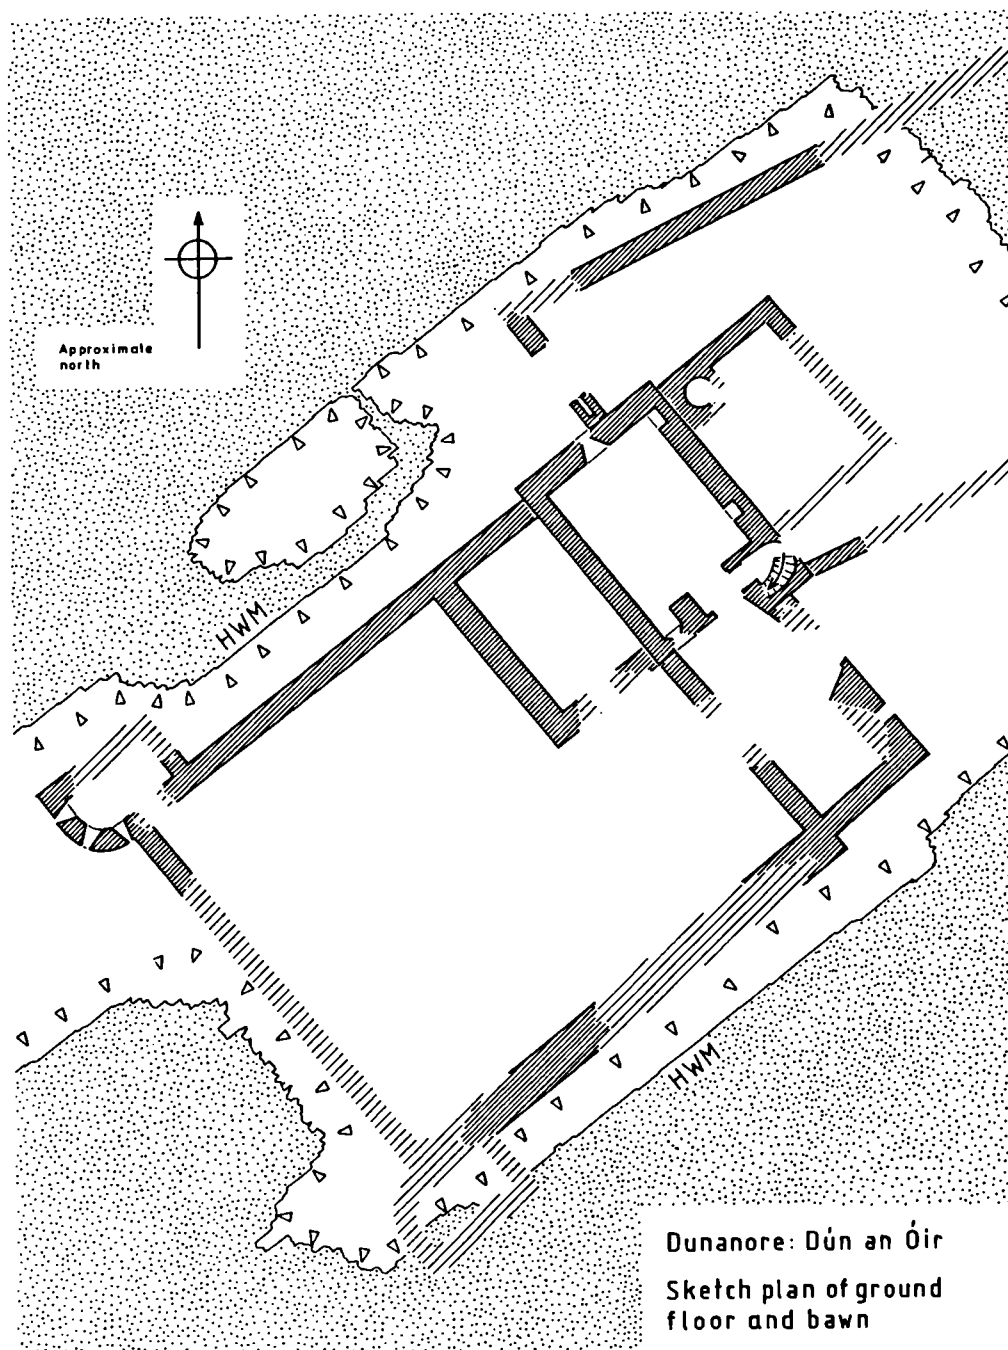 Approximate
north
HWM
HWM
Dunanore: Dún an Óir
Sketch plan of ground
floor and bawn